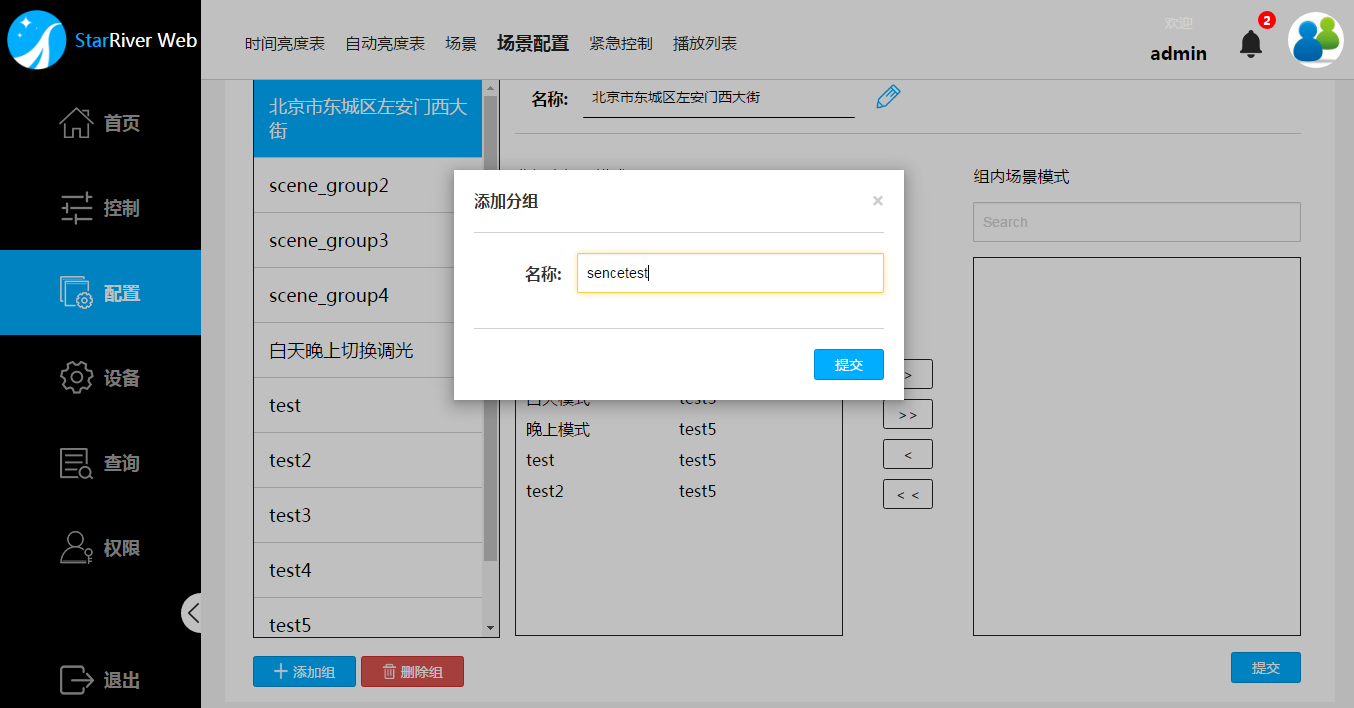 StarRiver Web
时间亮度表 自动亮度表 场景 场景配置 紧急控制 播放列表
欢迎
admin
2
首页
控制
配置
设备
查询
权限
退出
北京市东城区左安门西大
街
scene_group2
scene_group3
scene_group4
白天晚上切换调光
test
test2
test3
test4
test5
添加组
删除组
名称: 北京市东城区左安门西大街
添加分组 ×
名称: sencetest
提交
白天模式 test5
晚上模式 test5
test test5
test2 test5
>
> >
<
< <
组内场景模式
Search
提交